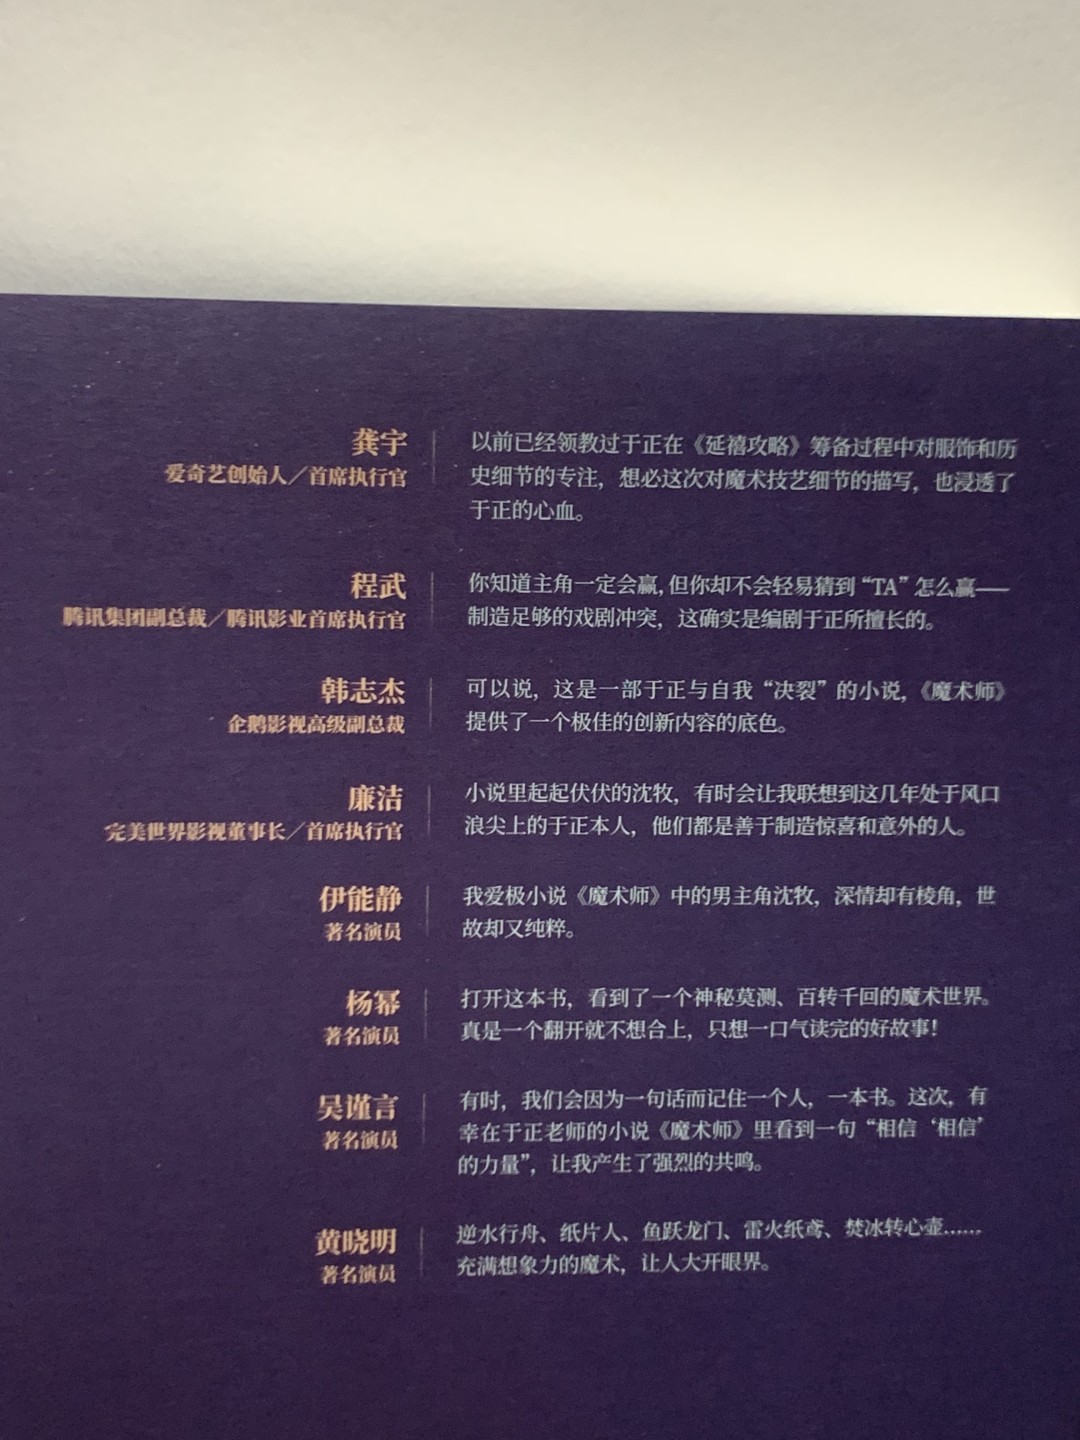 龚宇
爱奇艺创始人／首席执行官
以前已经领教过于正在《延禧攻略》筹备过程中对服饰和历
史细节的专注，想必这次对魔术技艺细节的描写，也浸透了
于正的心血。
程武
腾讯集团副总裁／腾讯影业首席执行官
你知道主角一定会赢，但你却不会轻易猜到“TA”怎么赢——
制造足够的戏剧冲突，这确实是编剧于正所擅长的。
韩志杰
企鹅影视高级副总裁
可以说，这是一部于正与自我“决裂”的小说，《魔术师》
提供了一个极佳的创新内容的底色。
廉洁
完美世界影视董事长／首席执行官
小说里起起伏伏的沈牧，有时会让我联想到这几年处于风口
浪尖上的于正本人，他们都是善于制造惊喜和意外的人。
伊能静
著名演员
我爱极小说《魔术师》中的男主角沈牧，深情却有棱角，世
故却又纯粹。
杨幂
著名演员
打开这本书，看到了一个神秘莫测、百转千回的魔术世界。
真是一个翻开就不想合上，只想一口气读完的好故事！
吴谨言
著名演员
有时，我们会因为一句话而记住一个人，一本书。这次，有
幸在于正老师的小说《魔术师》里看到一句“相信‘相信’
的力量”，让我产生了强烈的共鸣。
黄晓明
著名演员
逆水行舟、纸片人、鱼跃龙门、雷火纸鸢、焚冰转心壶……
充满想象力的魔术，让人大开眼界。